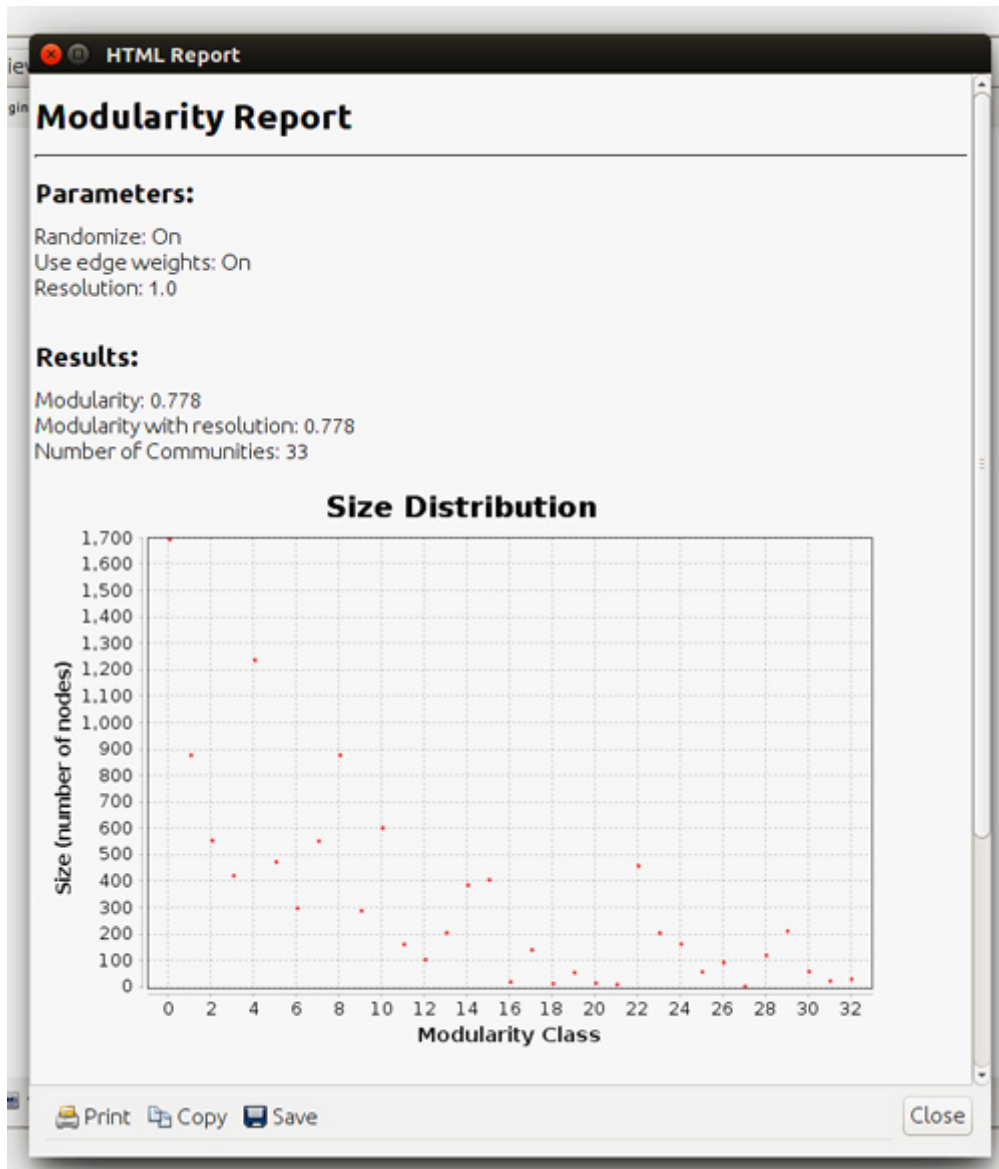 HTML Report
Modularity Report
Parameters:
Randomize: On
Use edge weights: On
Resolution: 1.0
Results:
Modularity: 0.778
Modularity with resolution: 0.778
Number of Communities: 33
Size Distribution
1,700
1,600
1,500
1,400
1,300
1,200
1,100
1,000
900
800
700
600
500
400
300
200
100
0
Size (number of nodes)
0 2 4 6 8 10 12 14 16 18 20 22 24 26 28 30 32
Modularity Class
Print Copy Save Close